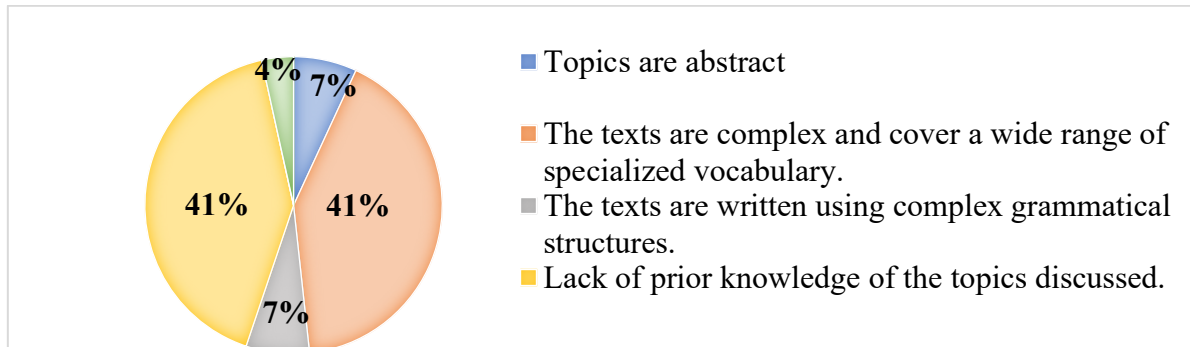 4%
7%
41%
41%
7%
Topics are abstract
The texts are complex and cover a wide range of
specialized vocabulary.
The texts are written using complex grammatical
structures.
Lack of prior knowledge of the topics discussed.